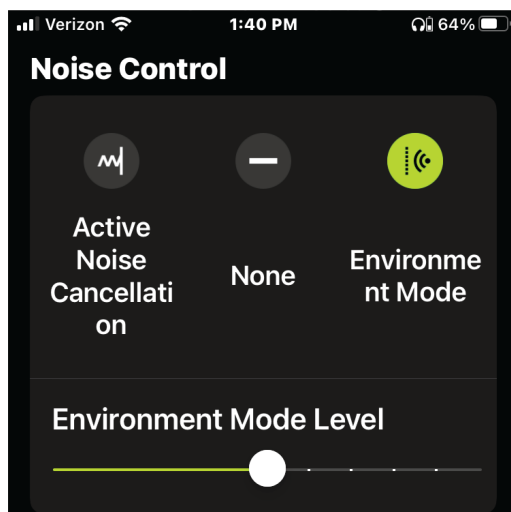 Verizon 1:40 PM 64%
Noise Control
Active
Noise
Cancellati
on
None
Environme
nt Mode
Environment Mode Level